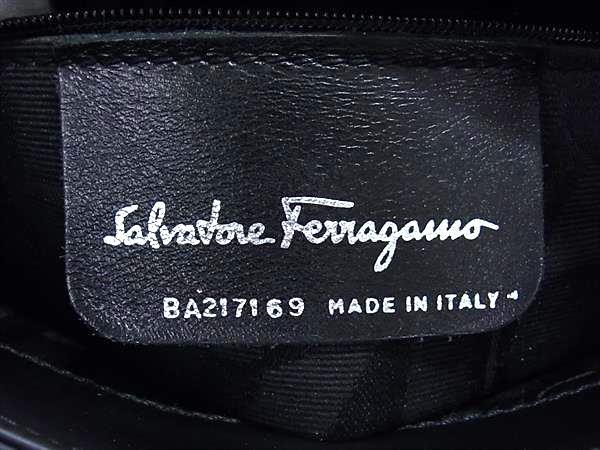 Salvatore Ferragamo
BA217169 MADE IN ITALY